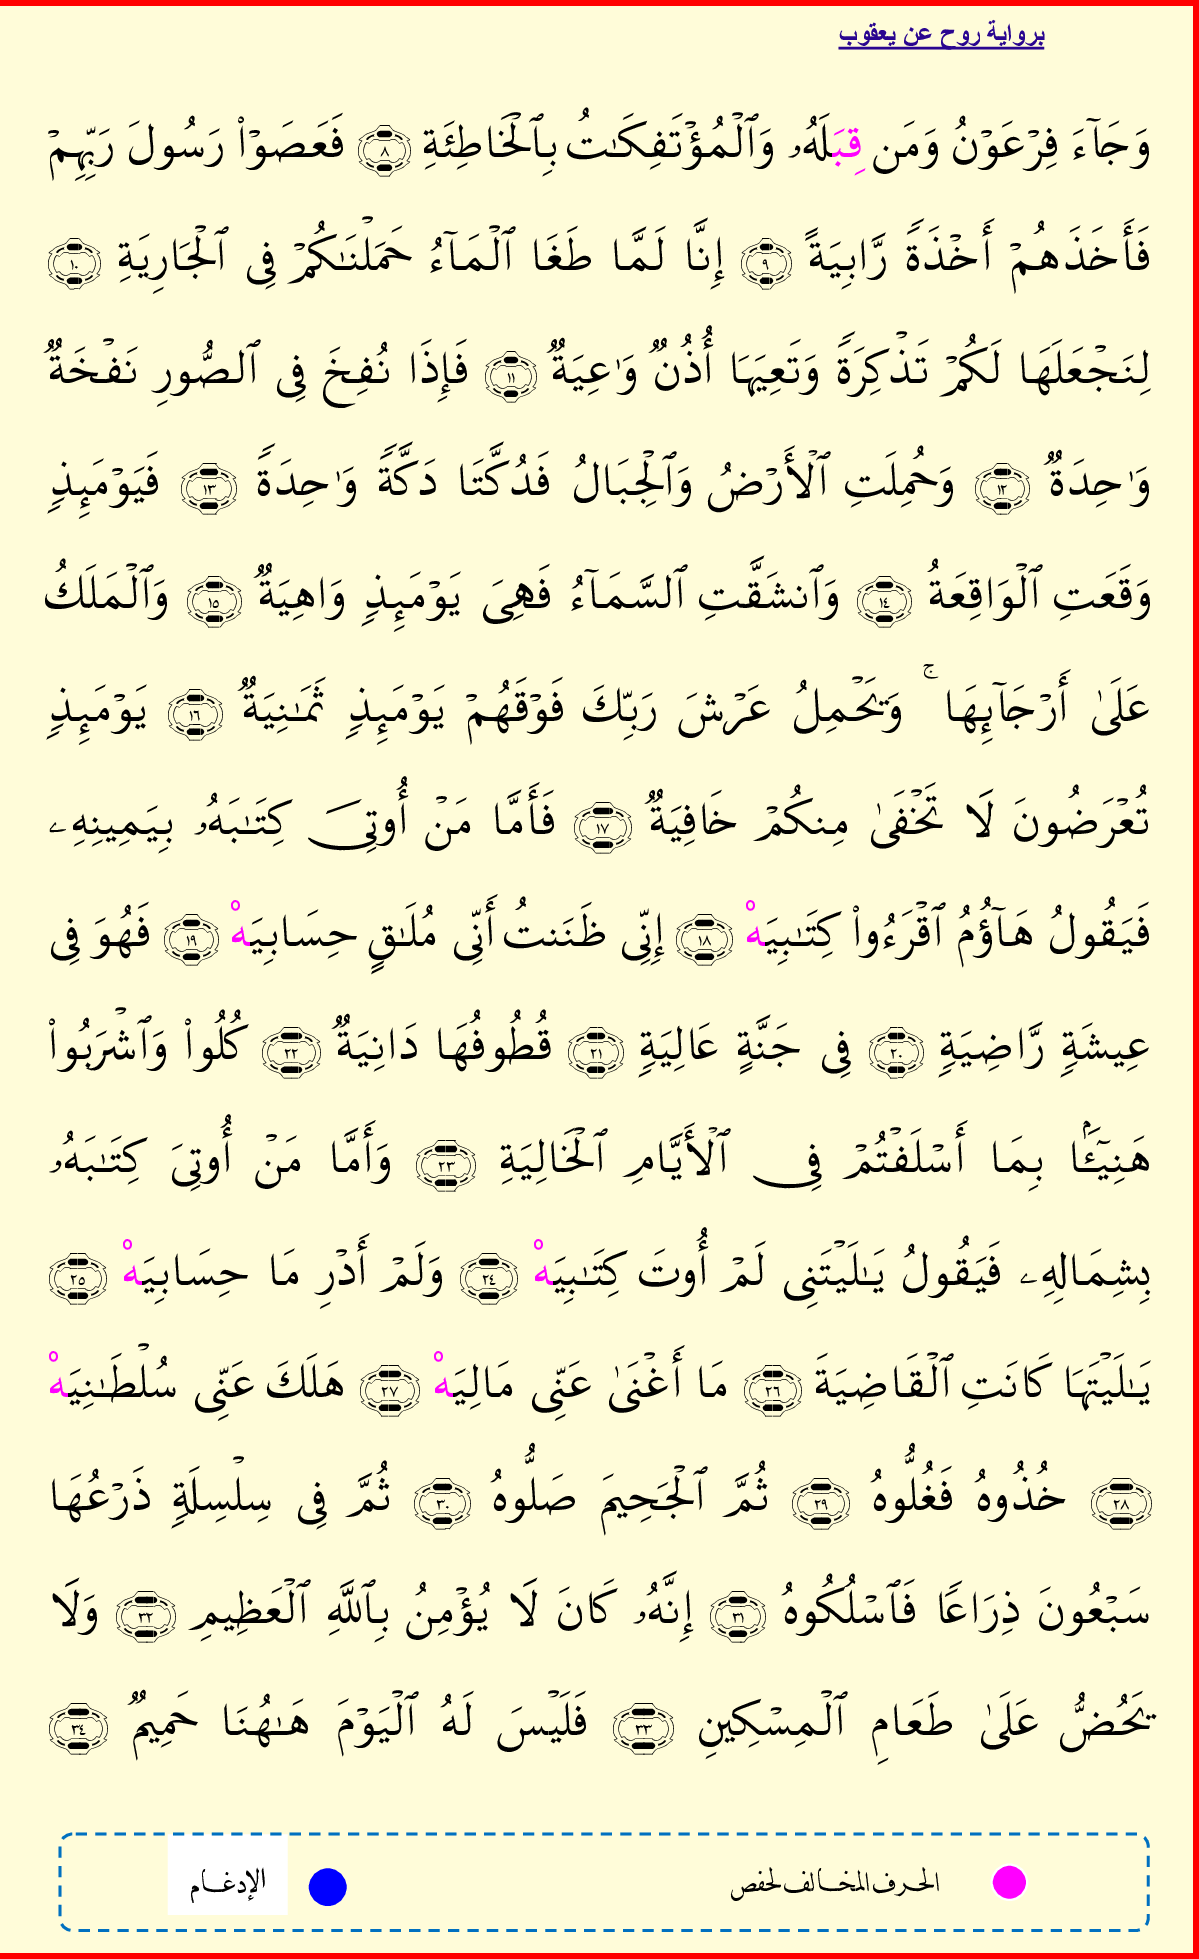 برواية روح عن يعقوب
وَجَآءَ فِرْعَوْنُ وَمَن قِبَلَهُۥ وَٱلْمُؤْتَفِكَـٰتُ بِٱلْخَاطِئَةِ ٨ فَعَصَوْا۟ رَسُولَ رَبِّهِمْ
فَأَخَذَهُمْ أَخْذَةً رَّابِيَةً ٩ إِنَّا لَمَّا طَغَا ٱلْمَآءُ حَمَلْنَـٰكُمْ فِى ٱلْجَارِيَةِ ١٠
لِنَجْعَلَهَا لَكُمْ تَذْكِرَةً وَتَعِيَهَا أُذُنٌ وَٰعِيَةٌ ١١ فَإِذَا نُفِخَ فِى ٱلصُّورِ نَفْخَةٌ
وَٰحِدَةٌ ١٢ وَحُمِلَتِ ٱلْأَرْضُ وَٱلْجِبَالُ فَدُكَّتَا دَكَّةً وَٰحِدَةً ١٣ فَيَوْمَئِذٍ
وَقَعَتِ ٱلْوَاقِعَةُ ١٤ وَٱنشَقَّتِ ٱلسَّمَآءُ فَهِىَ يَوْمَئِذٍ وَاهِيَةٌ ١٥ وَٱلْمَلَكُ
عَلَىٰ أَرْجَآئِهَا ۚ وَيَحْمِلُ عَرْشَ رَبِّكَ فَوْقَهُمْ يَوْمَئِذٍ ثَمَـٰنِيَةٌ ١٦ يَوْمَئِذٍ
تُعْرَضُونَ لَا تَخْفَىٰ مِنكُمْ خَافِيَةٌ ١٧ فَأَمَّا مَنْ أُوتِىَ كِتَـٰبَهُۥ بِيَمِينِهِۦ
فَيَقُولُ هَآؤُمُ ٱقْرَءُوا۟ كِتَـٰبِيَهْ ١٨ إِنِّى ظَنَنتُ أَنِّى مُلَـٰقٍ حِسَابِيَهْ ١٩ فَهُوَ فِى
عِيشَةٍ رَّاضِيَةٍ ٢٠ فِى جَنَّةٍ عَالِيَةٍ ٢١ قُطُوفُهَا دَانِيَةٌ ٢٢ كُلُوا۟ وَٱشْرَبُوا۟
هَنِيٓـًٔۢا بِمَا أَسْلَفْتُمْ فِى ٱلْأَيَّامِ ٱلْخَالِيَةِ ٢٣ وَأَمَّا مَنْ أُوتِىَ كِتَـٰبَهُۥ
بِشِمَالِهِۦ فَيَقُولُ يَـٰلَيْتَنِى لَمْ أُوتَ كِتَـٰبِيَهْ ٢٤ وَلَمْ أَدْرِ مَا حِسَابِيَهْ ٢٥
يَـٰلَيْتَهَا كَانَتِ ٱلْقَاضِيَةَ ٢٦ مَا أَغْنَىٰ عَنِّى مَالِيَهْ ٢٧ هَلَكَ عَنِّى سُلْطَـٰنِيَهْ
٢٨ خُذُوهُ فَغُلُّوهُ ٢٩ ثُمَّ ٱلْجَحِيمَ صَلُّوهُ ٣٠ ثُمَّ فِى سِلْسِلَةٍ ذَرْعُهَا
سَبْعُونَ ذِرَاعًا فَٱسْلُكُوهُ ٣١ إِنَّهُۥ كَانَ لَا يُؤْمِنُ بِٱللَّهِ ٱلْعَظِيمِ ٣٢ وَلَا
يَحُضُّ عَلَىٰ طَعَامِ ٱلْمِسْكِينِ ٣٣ فَلَيْسَ لَهُ ٱلْيَوْمَ هَـٰهُنَا حَمِيمٌ ٣٤
الحرف المخالف لحفص
الإدغام